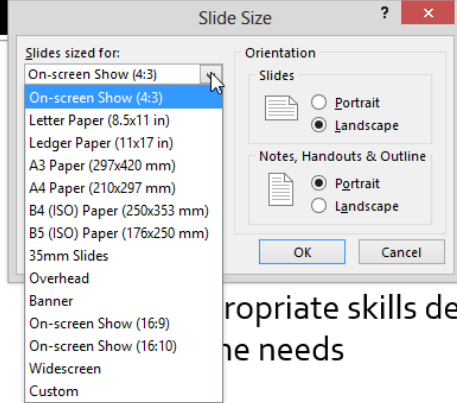 Slide Size
?
Slides sized for:
On-screen Show (4:3)
On-screen Show (4:3)
Letter Paper (8.5x11 in)
Ledger Paper (11x17 in)
A3 Paper (297x420 mm)
A4 Paper (210x297 mm)
B4 (ISO) Paper (250x353 mm)
B5 (ISO) Paper (176x250 mm)
35mm Slides
Overhead
Banner
On-screen Show (16:9)
On-screen Show (16:10)
Widescreen
Custom
Orientation
Slides
Portrait
Landscape
Notes, Handouts & Outline
Portrait
Landscape
OK
Cancel
ropriate skills de
needs